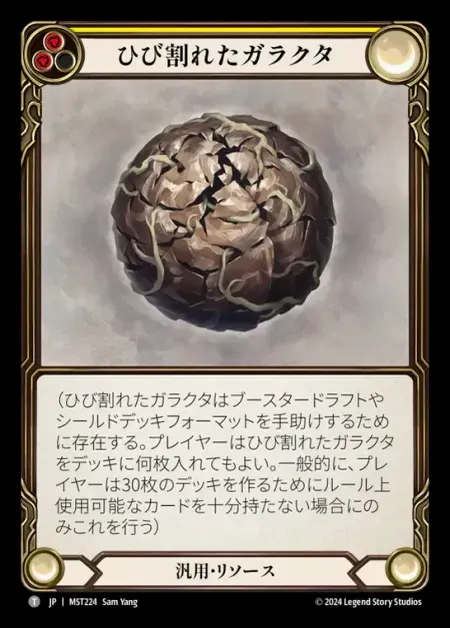 ひび割れたガラクタ
（ひび割れたガラクタはブースタードラフトや
シールドデッキフォーマットを手助けするため
に存在する。プレイヤーはひび割れたガラクタ
をデッキに何枚入れてもよい。一般的に、プレ
イヤーは30枚のデッキを作るためにルール上
使用可能なカードを十分持たない場合にの
みこれを行う）
汎用・リソース
T JP | MST224 Sam Yang
© 2024 Legend Story Studios